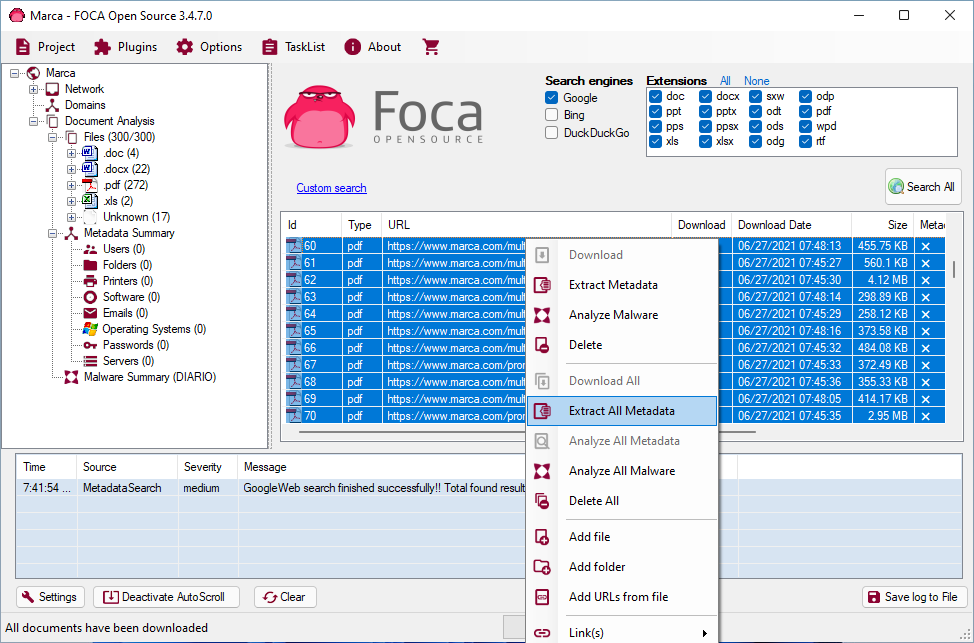 Marca - FOCA Open Source 3.4.7.0
Project Plugins Options TaskList About
Marca
Network
Domains
Document Analysis
Files (300/300)
.doc (4)
.docx (22)
.pdf (272)
.xls (2)
Unknown (17)
Metadata Summary
Users (0)
Folders (0)
Printers (0)
Software (0)
Emails (0)
Operating Systems (0)
Passwords (0)
Servers (0)
Malware Summary (DIARIO)
Foca
OPENSOURCE
Search engines
Google
Bing
DuckDuckGo
Extensions All None
doc docx sxw odp
ppt pptx odt pdf
pps ppsx ods wpd
xls xlsx odg rtf
Custom search
Search All
Id Type URL Download Download Date Size Meta
60 pdf https://www.marca.com/mult 06/27/2021 07:48:13 455.75 KB
61 pdf https://www.marca.com/mult 06/27/2021 07:45:27 560.1 KB
62 pdf https://www.marca.com/mult 06/27/2021 07:45:30 4.12 MB
63 pdf https://www.marca.com/mult 06/27/2021 07:48:14 298.89 KB
64 pdf https://www.marca.com/mult 06/27/2021 07:45:29 258.12 KB
65 pdf https://www.marca.com/mult 06/27/2021 07:48:16 373.58 KB
66 pdf https://www.marca.com/mult 06/27/2021 07:45:32 484.08 KB
67 pdf https://www.marca.com/pror 06/27/2021 07:45:33 372.49 KB
68 pdf https://www.marca.com/mult 06/27/2021 07:45:36 355.33 KB
69 pdf https://www.marca.com/mult 06/27/2021 07:48:05 414.17 KB
70 pdf https://www.marca.com/pror 06/27/2021 07:45:35 2.95 MB
Download
Extract Metadata
Analyze Malware
Delete
Download All
Extract All Metadata
Analyze All Metadata
Analyze All Malware
Delete All
Add file
Add folder
Add URLs from file
Link(s)
Time Source Severity Message
7:41:54 ... MetadataSearch medium GoogleWeb search finished successfully!! Total found result
Settings Deactivate AutoScroll Clear Save log to File
All documents have been downloaded